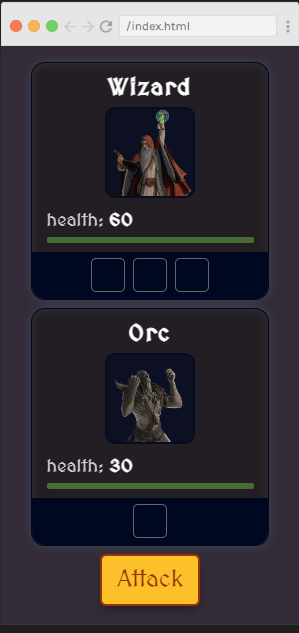 /index.html
Wizard
health: 60
Orc
health: 30
Attack